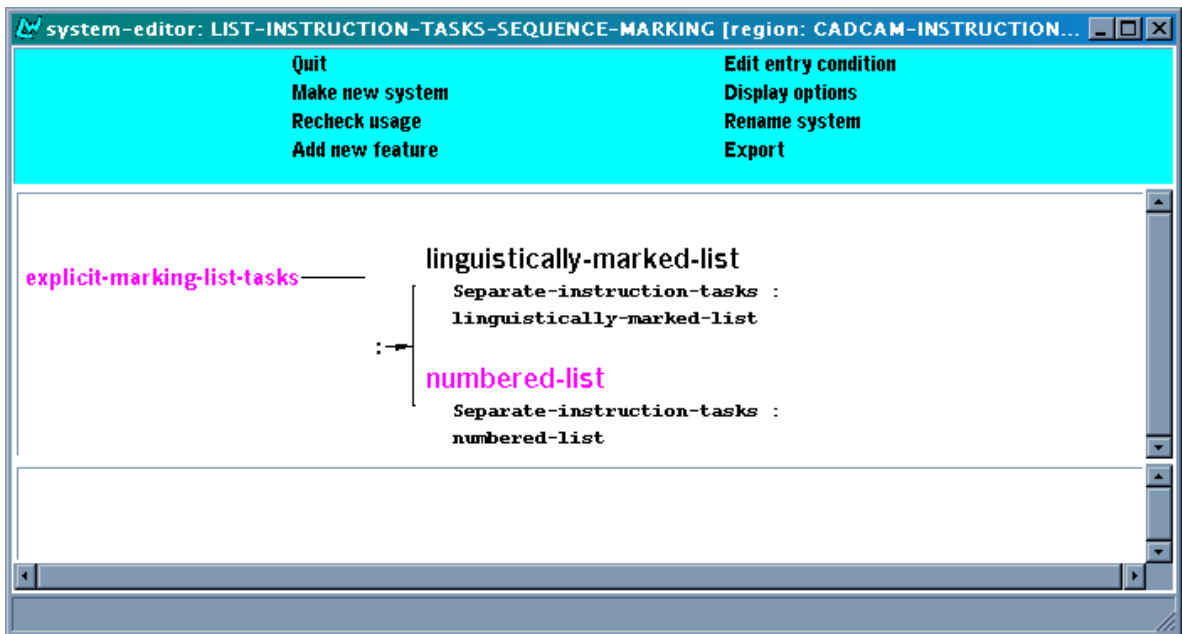 system-editor: LIST-INSTRUCTION-TASKS-SEQUENCE-MARKING [region: CADCAM-INSTRUCTION...
Quit Edit entry condition
Make new system Display options
Recheck usage Rename system
Add new feature Export
linguistically-marked-list
explicit-marking-list-tasks
Separate-instruction-tasks :
linguistically-marked-list
:
numbered-list
Separate-instruction-tasks :
numbered-list